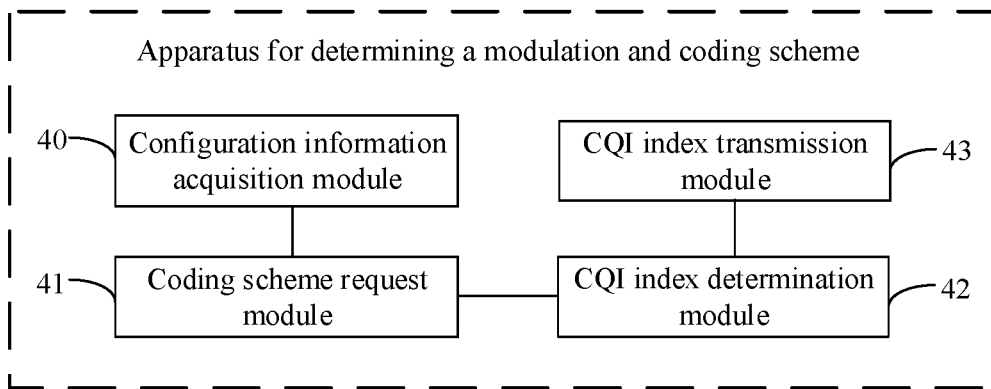 Apparatus for determining a modulation and coding scheme
40
Configuration information
acquisition module
CQI index transmission
module
43
41
Coding scheme request
module
CQI index determination
module
42